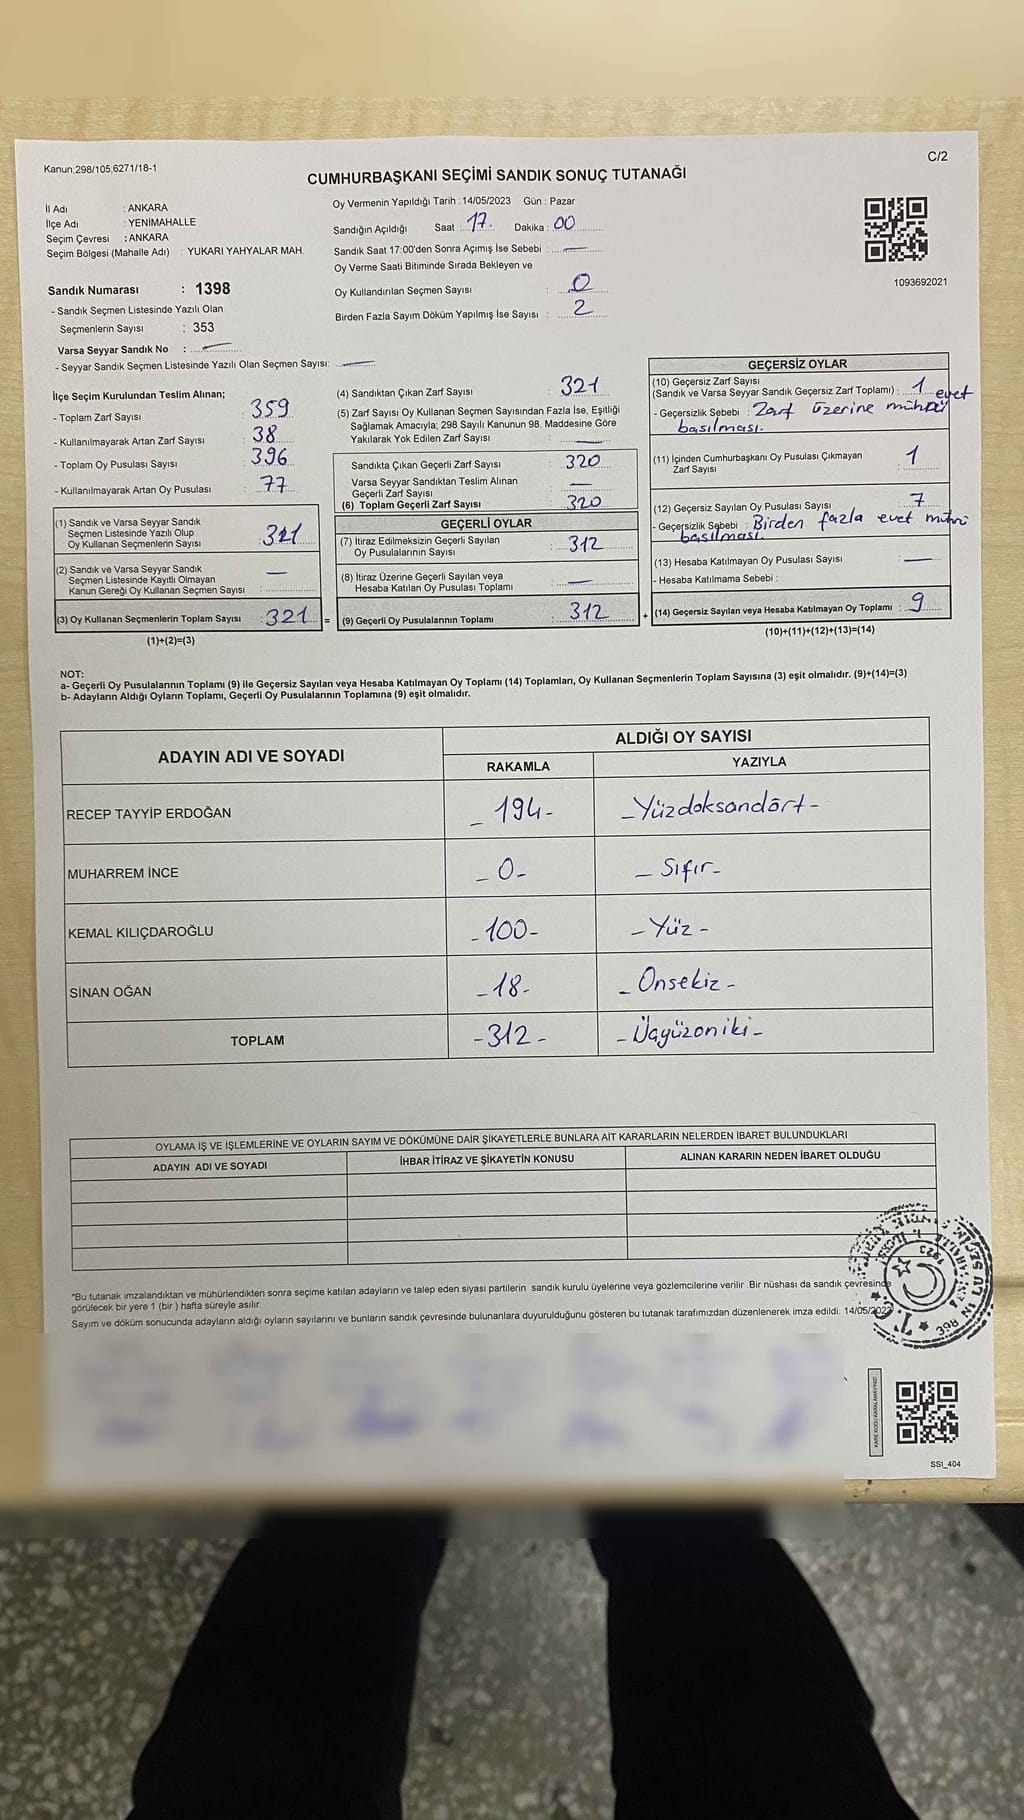 Kanun;298/105,6271/18-1
C/2
CUMHURBAŞKANI SEÇİMİ SANDIK SONUÇ TUTANAĞI
İl Adı : ANKARA
İlçe Adı : YENİMAHALLE
Seçim Çevresi : ANKARA
Seçim Bölgesi (Mahalle Adı) : YUKARI YAHYALAR MAH.
Sandık Numarası : 1398
- Sandık Seçmen Listesinde Yazılı Olan
Seçmenlerin Sayısı : 353
Varsa Seyyar Sandık No : —
- Seyyar Sandık Seçmen Listesinde Yazılı Olan Seçmen Sayısı: —
Oy Vermenin Yapıldığı Tarih : 14/05/2023 Gün : Pazar
Sandığın Açıldığı Saat : 17. Dakika : 00
Sandık Saat 17:00'den Sonra Açımış İse Sebebi : —
Oy Verme Saati Bitiminde Sırada Bekleyen ve
Oy Kullandırılan Seçmen Sayısı : 0
Birden Fazla Sayım Döküm Yapılmış İse Sayısı : 2
1093692021
İlçe Seçim Kurulundan Teslim Alınan;
- Toplam Zarf Sayısı : 359
- Kullanılmayarak Artan Zarf Sayısı : 38
- Toplam Oy Pusulası Sayısı : 396
- Kullanılmayarak Artan Oy Pusulası : 77
(1) Sandık ve Varsa Seyyar Sandık
Seçmen Listesinde Yazılı Olup
Oy Kullanan Seçmenlerin Sayısı : 321
(2) Sandık ve Varsa Seyyar Sandık
Seçmen Listesinde Kayıtlı Olmayan
Kanun Gereği Oy Kullanan Seçmen Sayısı : —
(3) Oy Kullanan Seçmenlerin Toplam Sayısı : 321 =
(1)+(2)=(3)
(4) Sandıktan Çıkan Zarf Sayısı : 321
(5) Zarf Sayısı Oy Kullanan Seçmen Sayısından Fazla İse, Eşitliği
Sağlamak Amacıyla; 298 Sayılı Kanunun 98. Maddesine Göre
Yakılarak Yok Edilen Zarf Sayısı : —
Sandıkta Çıkan Geçerli Zarf Sayısı : 320
Varsa Seyyar Sandıktan Teslim Alınan
Geçerli Zarf Sayısı : —
(6) Toplam Geçerli Zarf Sayısı : 320
GEÇERLİ OYLAR
(7) İtiraz Edilmeksizin Geçerli Sayılan
Oy Pusulalarının Sayısı : 312
(8) İtiraz Üzerine Geçerli Sayılan veya
Hesaba Katılan Oy Pusulası Toplamı : —
(9) Geçerli Oy Pusulalarının Toplamı : 312 +
GEÇERSİZ OYLAR
(10) Geçersiz Zarf Sayısı
(Sandık ve Varsa Seyyar Sandık Geçersiz Zarf Toplamı) : 1
- Geçersizlik Sebebi : Zarf üzerine evet mührü
basılması.
(11) İçinden Cumhurbaşkanı Oy Pusulası Çıkmayan
Zarf Sayısı : 1
(12) Geçersiz Sayılan Oy Pusulası Sayısı : 7
- Geçersizlik Sebebi : Birden fazla evet mührü
basılması.
(13) Hesaba Katılmayan Oy Pusulası Sayısı : —
- Hesaba Katılmama Sebebi :
(14) Geçersiz Sayılan veya Hesaba Katılmayan Oy Toplamı : 9
(10)+(11)+(12)+(13)=(14)
NOT:
a- Geçerli Oy Pusulalarının Toplamı (9) ile Geçersiz Sayılan veya Hesaba Katılmayan Oy Toplamı (14) Toplamları, Oy Kullanan Seçmenlerin Toplam Sayısına (3) eşit olmalıdır. (9)+(14)=(3)
b- Adayların Aldığı Oyların Toplamı, Geçerli Oy Pusulalarının Toplamına (9) eşit olmalıdır.
ADAYIN ADI VE SOYADI
ALDIĞI OY SAYISI
RAKAMLA YAZIYLA
RECEP TAYYİP ERDOĞAN - 194- -Yüzdoksandört-
MUHARREM İNCE - 0- - Sıfır-
KEMAL KILIÇDAROĞLU -100- -Yüz-
SİNAN OĞAN -18- - Onsekiz-
TOPLAM -312- -Üçyüzoniki-
OYLAMA İŞ VE İŞLEMLERİNE VE OYLARIN SAYIM VE DÖKÜMÜNE DAİR ŞİKAYETLERLE BUNLARA AİT KARARLARIN NELERDEN İBARET BULUNDUKLARI
ADAYIN ADI VE SOYADI İHBAR İTİRAZ VE ŞİKAYETİN KONUSU ALINAN KARARIN NEDEN İBARET OLDUĞU
*Bu tutanak imzalandıktan ve mühürlendikten sonra seçime katılan adayların ve talep eden siyasi partilerin sandık kurulu üyelerine veya gözlemcilerine verilir. Bir nüshası da sandık çevresinde
görülecek bir yere 1 (bir ) hafta süreyle asılır.
Sayım ve döküm sonucunda adayların aldığı oyların sayılarını ve bunların sandık çevresinde bulunanlara duyurulduğunu gösteren bu tutanak tarafımızdan düzenlenerek imza edildi. 14/05/2023
T.C.
398
KARE KODU KARALAMAYINIZ!
SSI_404